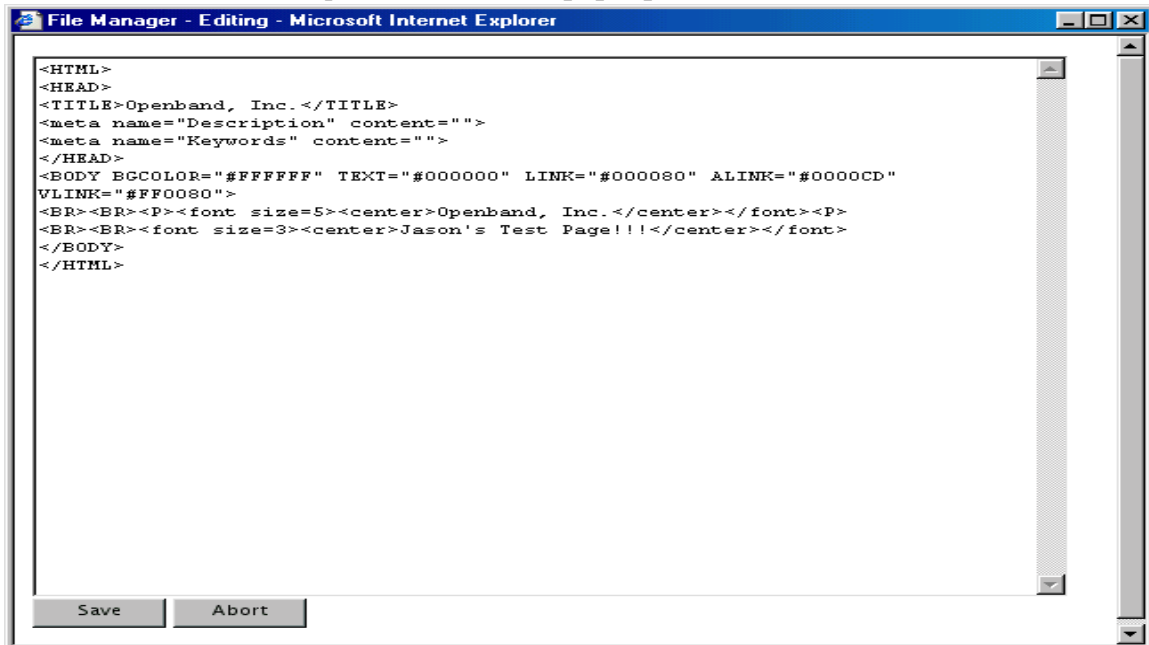 File Manager - Editing - Microsoft Internet Explorer
<HTML>
<HEAD>
<TITLE>Openband, Inc.</TITLE>
<meta name="Description" content="">
<meta name="Keywords" content="">
</HEAD>
<BODY BGCOLOR="#FFFFFF" TEXT="#000000" LINK="#000080" ALINK="#0000CD"
VLINK="#FF0080">
<BR><BR><P><font size=5><center>Openband, Inc.</center></font><P>
<BR><BR><font size=3><center>Jason's Test Page!!!</center></font>
</BODY>
</HTML>
Save Abort